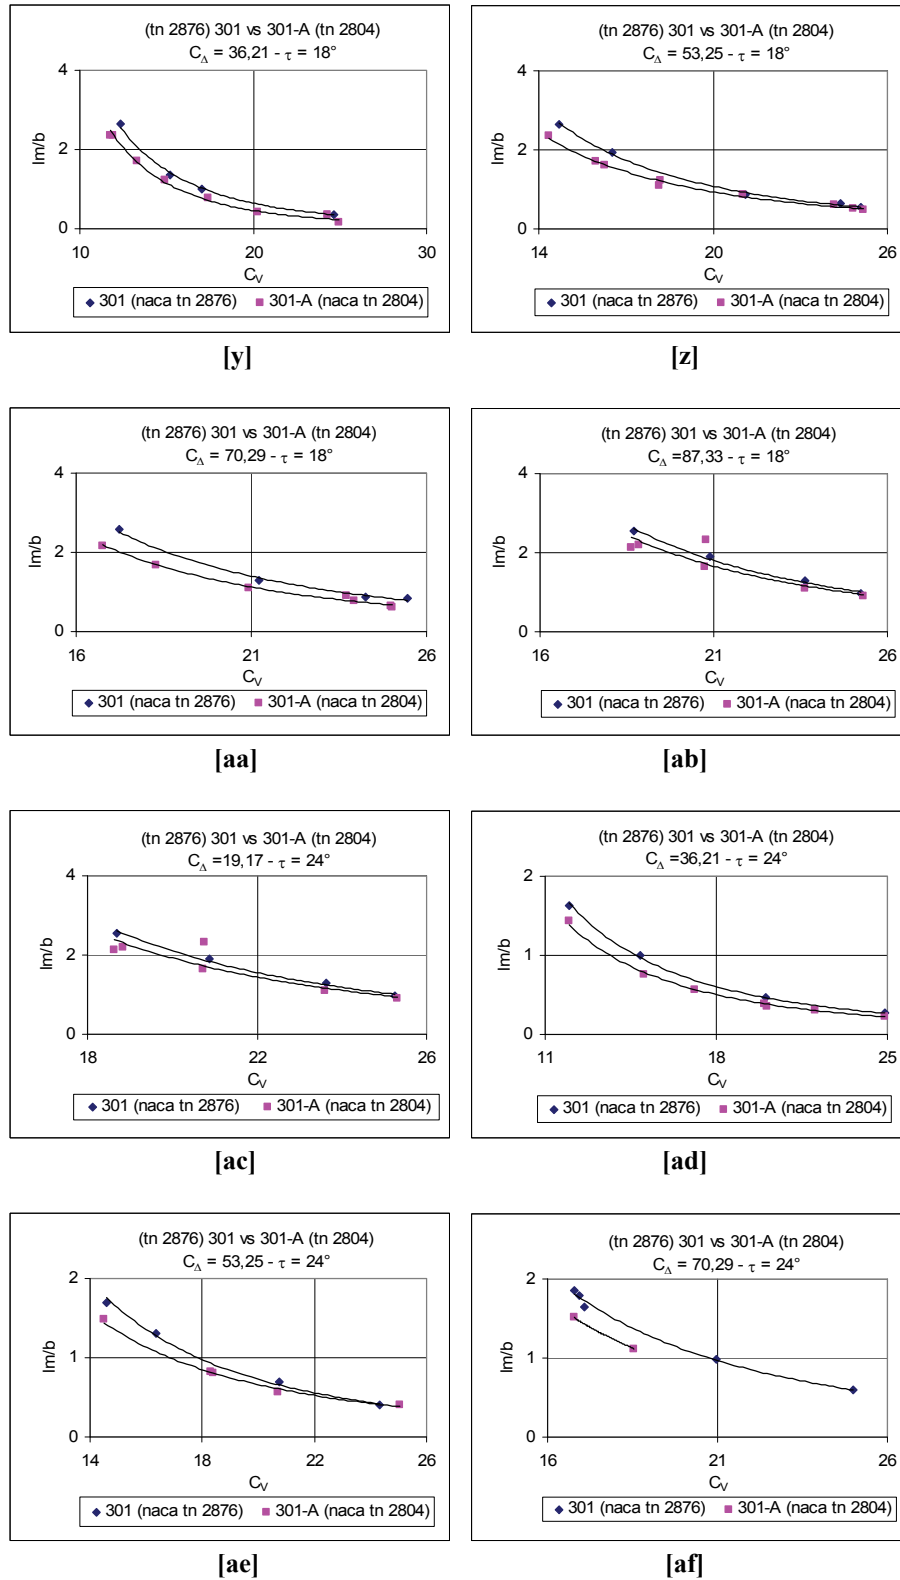 (tn 2876) 301 vs 301-A (tn 2804)
C∆ = 36,21 - τ = 18°
4
2
0
lm/b
10
20
30
CV
301 (naca tn 2876)
301-A (naca tn 2804)
[y]
(tn 2876) 301 vs 301-A (tn 2804)
C∆ = 53,25 - τ = 18°
4
2
0
lm/b
14
20
26
CV
301 (naca tn 2876)
301-A (naca tn 2804)
[z]
(tn 2876) 301 vs 301-A (tn 2804)
C∆ = 70,29 - τ = 18°
4
2
0
lm/b
16
21
26
CV
301 (naca tn 2876)
301-A (naca tn 2804)
[aa]
(tn 2876) 301 vs 301-A (tn 2804)
C∆ =87,33 - τ = 18°
4
2
0
lm/b
16
21
26
CV
301 (naca tn 2876)
301-A (naca tn 2804)
[ab]
(tn 2876) 301 vs 301-A (tn 2804)
C∆ =19,17 - τ = 24°
4
2
0
lm/b
18
22
26
CV
301 (naca tn 2876)
301-A (naca tn 2804)
[ac]
(tn 2876) 301 vs 301-A (tn 2804)
C∆ =36,21 - τ = 24°
2
1
0
lm/b
11
18
25
CV
301 (naca tn 2876)
301-A (naca tn 2804)
[ad]
(tn 2876) 301 vs 301-A (tn 2804)
C∆ = 53,25 - τ = 24°
2
1
0
lm/b
14
18
22
26
CV
301 (naca tn 2876)
301-A (naca tn 2804)
[ae]
(tn 2876) 301 vs 301-A (tn 2804)
C∆ = 70,29 - τ = 24°
2
1
0
lm/b
16
21
26
CV
301 (naca tn 2876)
301-A (naca tn 2804)
[af]